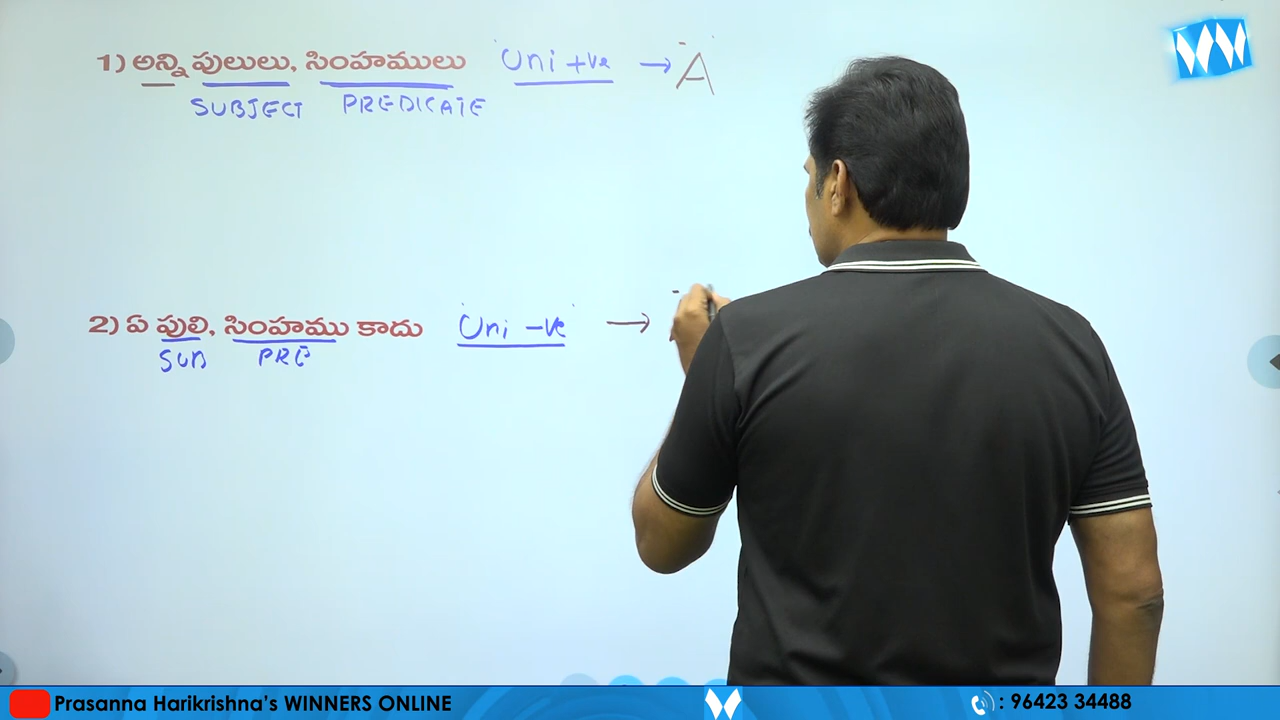 1) అన్ని పులులు, సింహములు 'Uni +ve' → 'A'
SUBJECT PREDICATE
2) ఏ పులి, సింహము కాదు 'Uni -ve' →
SUB PRE
Prasanna Harikrishna's WINNERS ONLINE : 96423 34488